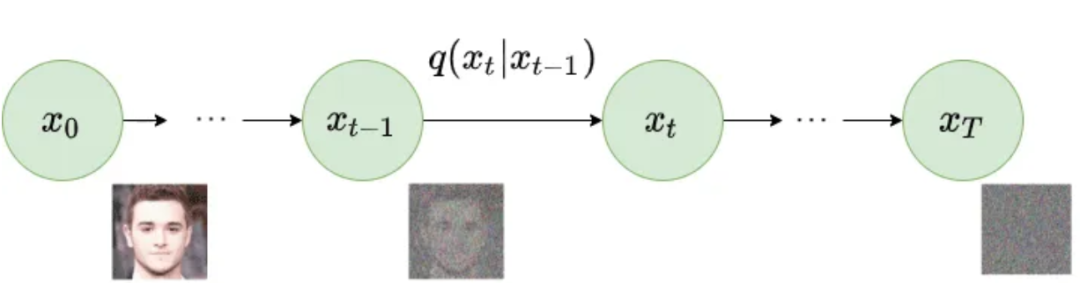 q(x_t|x_{t−1})
x_0 ... x_{t−1} x_t ... x_T